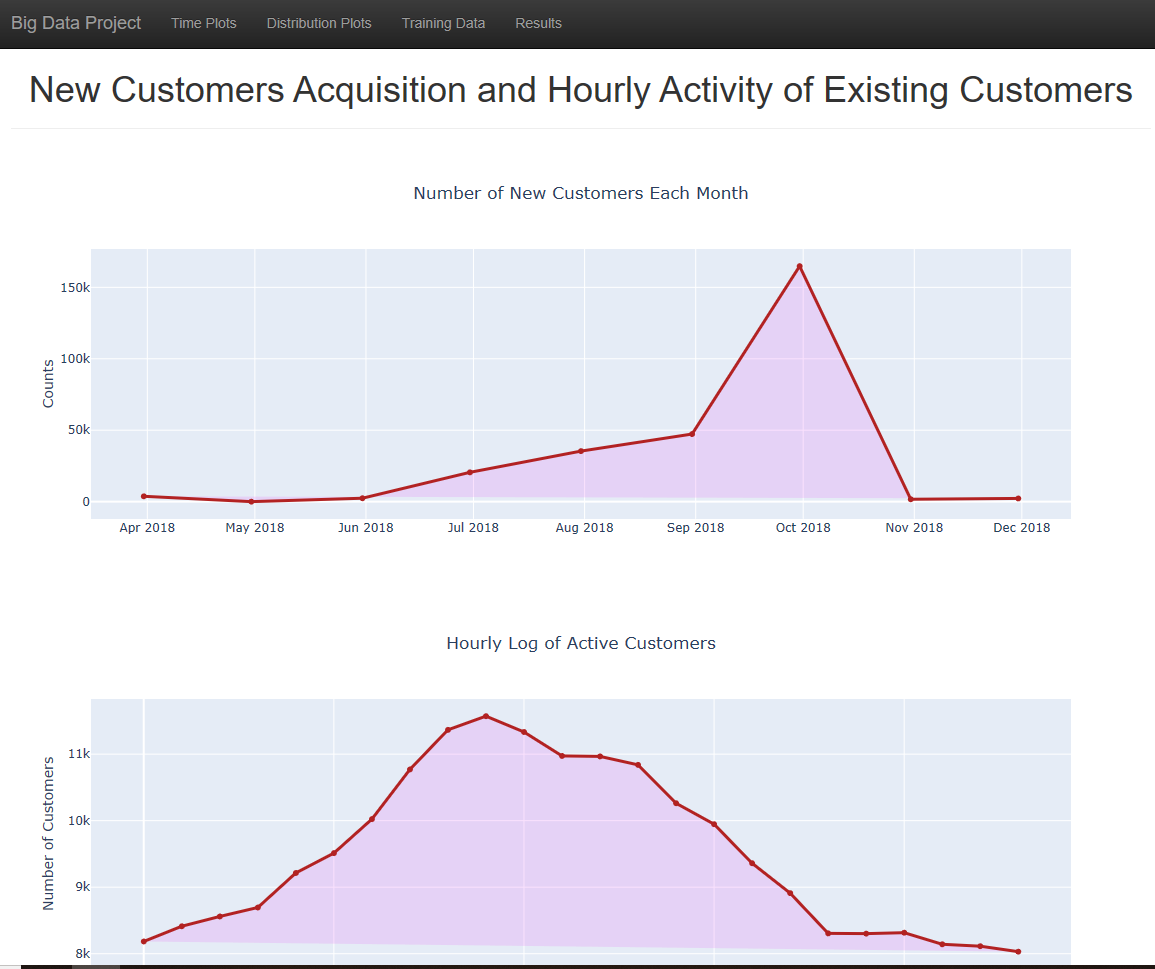 Big Data Project Time Plots Distribution Plots Training Data Results
New Customers Acquisition and Hourly Activity of Existing Customers
Number of New Customers Each Month
150k
100k
50k
0
Counts
Apr 2018 May 2018 Jun 2018 Jul 2018 Aug 2018 Sep 2018 Oct 2018 Nov 2018 Dec 2018
Hourly Log of Active Customers
11k
10k
9k
8k
Number of Customers